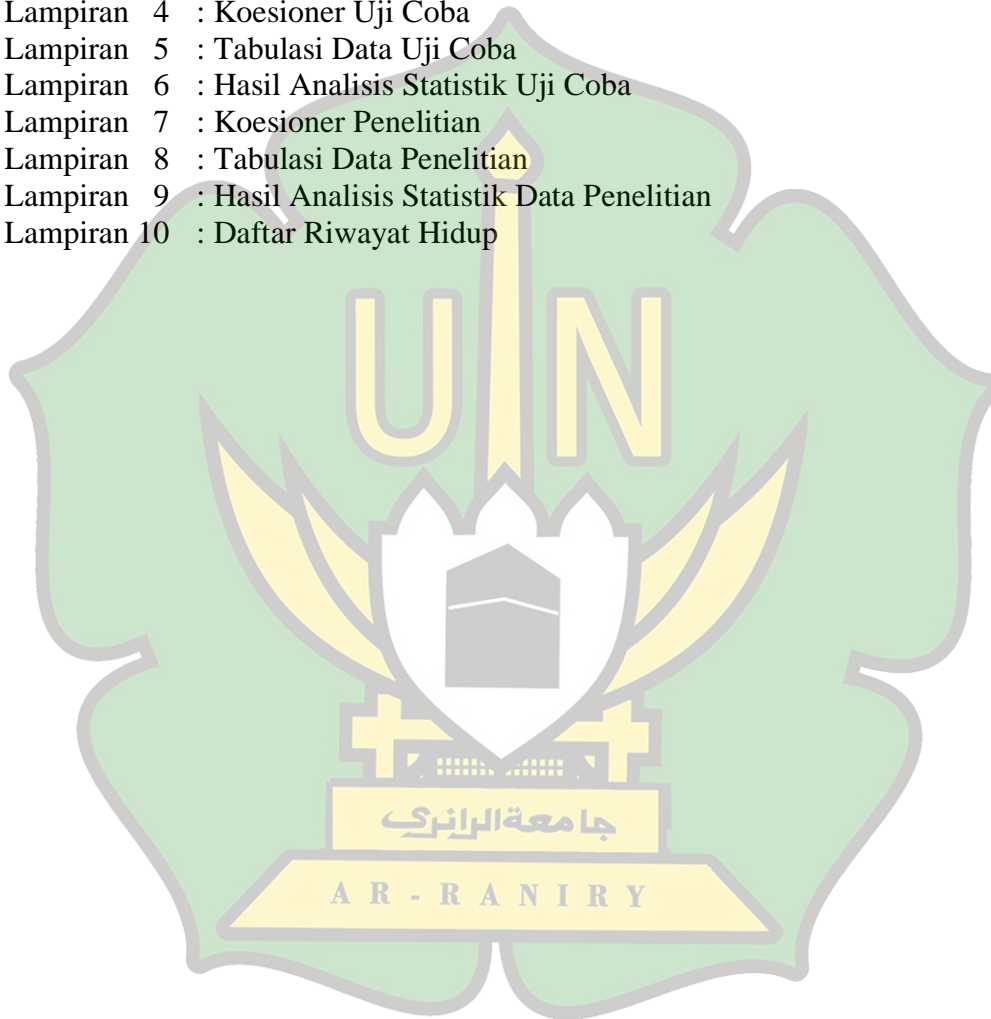 Lampiran 4 : Koesioner Uji Coba
Lampiran 5 : Tabulasi Data Uji Coba
Lampiran 6 : Hasil Analisis Statistik Uji Coba
Lampiran 7 : Koesioner Penelitian
Lampiran 8 : Tabulasi Data Penelitian
Lampiran 9 : Hasil Analisis Statistik Data Penelitian
Lampiran 10 : Daftar Riwayat Hidup
UIN
جامعة الرانري
AR-RANIRY